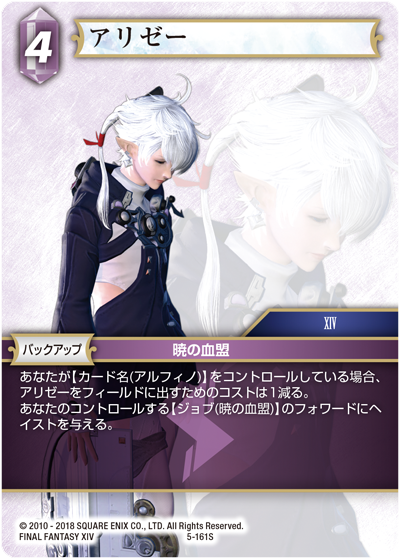 4
アリゼー
XIV
バックアップ
暁の血盟
あなたが【カード名(アルフィノ)】をコントロールしている場合、
アリゼーをフィールドに出すためのコストは1減る。
あなたのコントロールする【ジョブ(暁の血盟)】のフォワードにヘ
イストを与える。
© 2010 - 2018 SQUARE ENIX CO., LTD. All Rights Reserved.
FINAL FANTASY XIV 5-161S